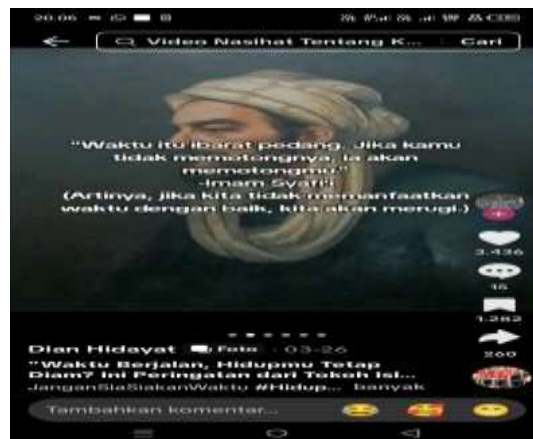 20.06
Video Nasihat Tentang K... Cari
"Waktu itu ibarat pedang. Jika kamu
tidak memotongnya, ia akan
memotongmu."
-Imam Syafi'i
(Artinya, jika kita tidak memanfaatkan
waktu dengan baik, kita akan merugi.)
3.436
16
1.282
260
Dian Hidayat Foto · 03-26
"Waktu Berjalan, Hidupmu Tetap
Diam? Ini Peringatan dari Tokoh Isl...
JanganSiaSiakanWaktu #Hidup... banyak
Tambahkan komentar...